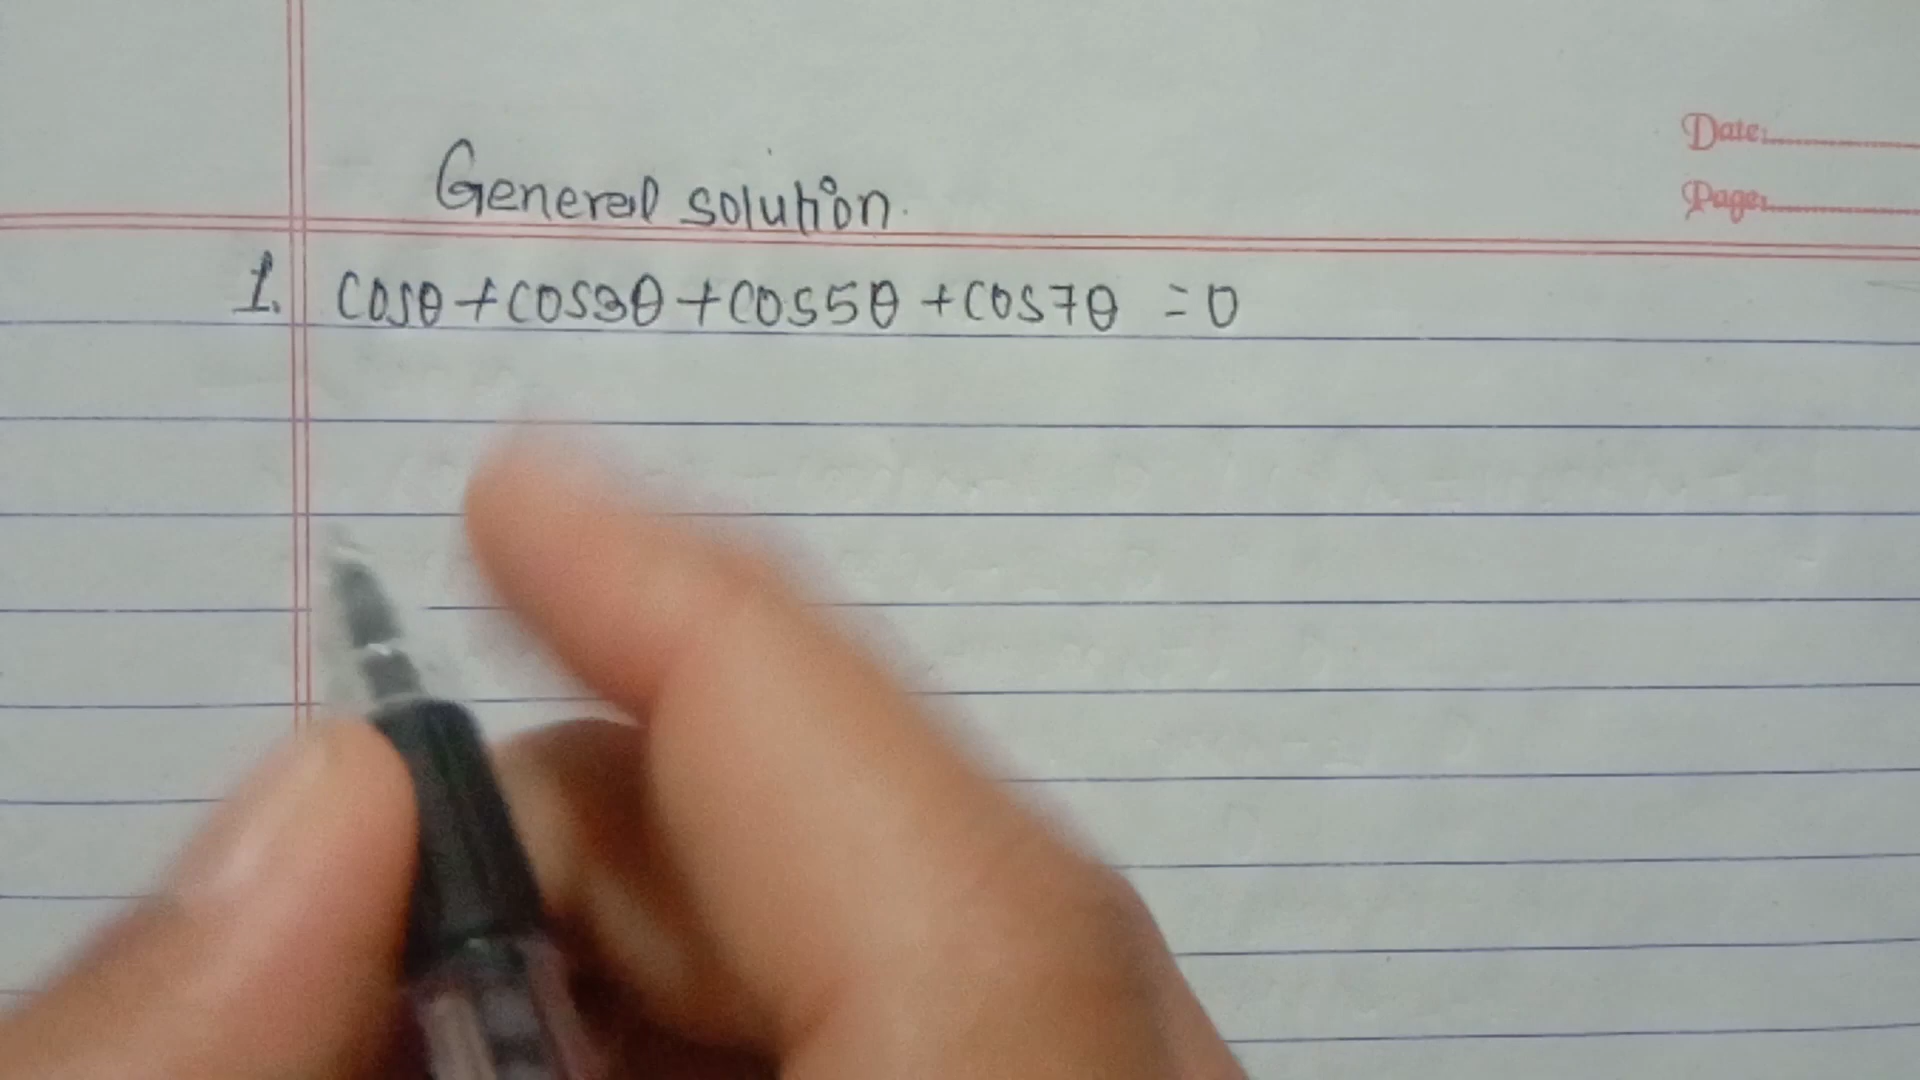 Date:
Page:
General solution.
1. cosθ+cos3θ+cos5θ+cos7θ =0